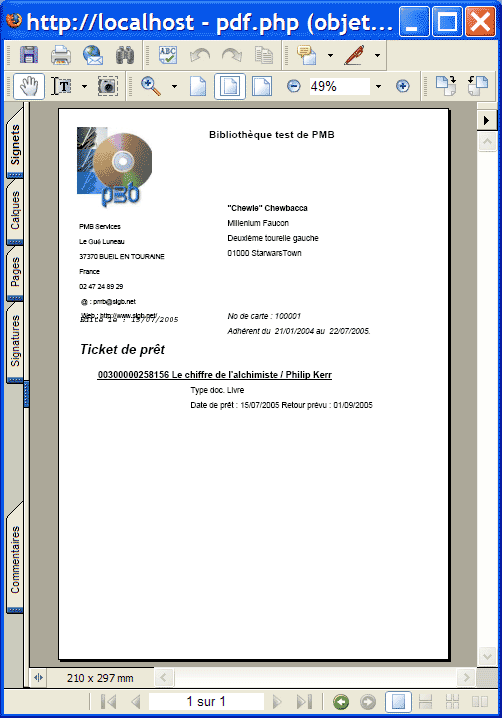 http://localhost - pdf.php (objet...
49%
Signets
Calques
Pages
Signatures
Commentaires
Bibliothèque test de PMB
pmb
"Chewie" Chewbacca
Millenium Faucon
Deuxième tourelle gauche
01000 StarwarsTown
PMB Services
Le Gué Luneau
37370 BUEIL EN TOURAINE
France
02 47 24 89 29
@ : pmb@sigb.net
Web : http://www.sigb.net/
Edité le : 15/07/2005
No de carte : 100001
Adhérent du 21/01/2004 au 22/07/2005.
Ticket de prêt
00300000258156 Le chiffre de l'alchimiste / Philip Kerr
Type doc. Livre
Date de prêt : 15/07/2005 Retour prévu : 01/09/2005
210 x 297 mm
1 sur 1